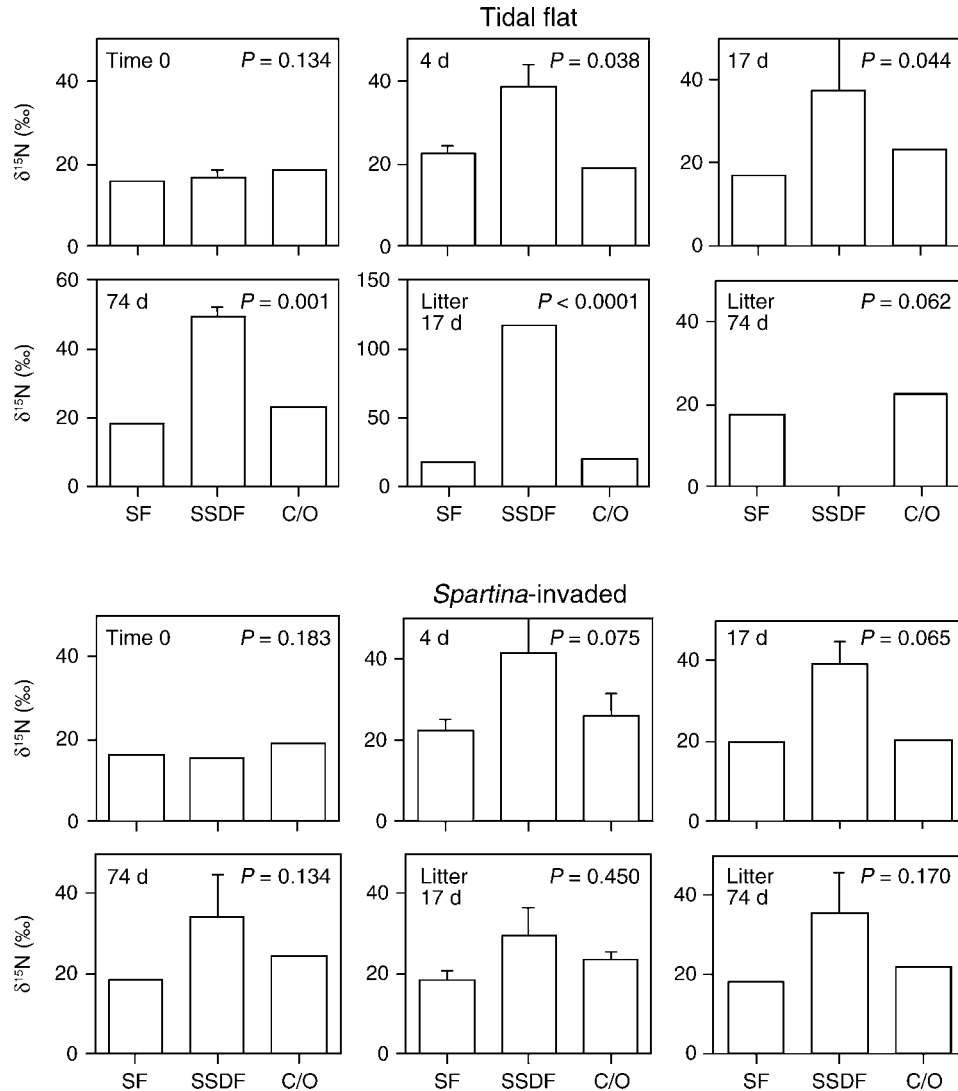 Tidal flat
Time 0 P = 0.134
4 d P = 0.038
17 d P = 0.044
δ15N (‰)
40
20
0
40
20
0
40
20
0
74 d P = 0.001
Litter 17 d P < 0.0001
Litter 74 d P = 0.062
δ15N (‰)
60
40
20
0
150
100
50
0
40
20
0
SF SSDF C/O
SF SSDF C/O
SF SSDF C/O
Spartina-invaded
Time 0 P = 0.183
4 d P = 0.075
17 d P = 0.065
δ15N (‰)
40
20
0
40
20
0
40
20
0
74 d P = 0.134
Litter 17 d P = 0.450
Litter 74 d P = 0.170
δ15N (‰)
40
20
0
40
20
0
40
20
0
SF SSDF C/O
SF SSDF C/O
SF SSDF C/O